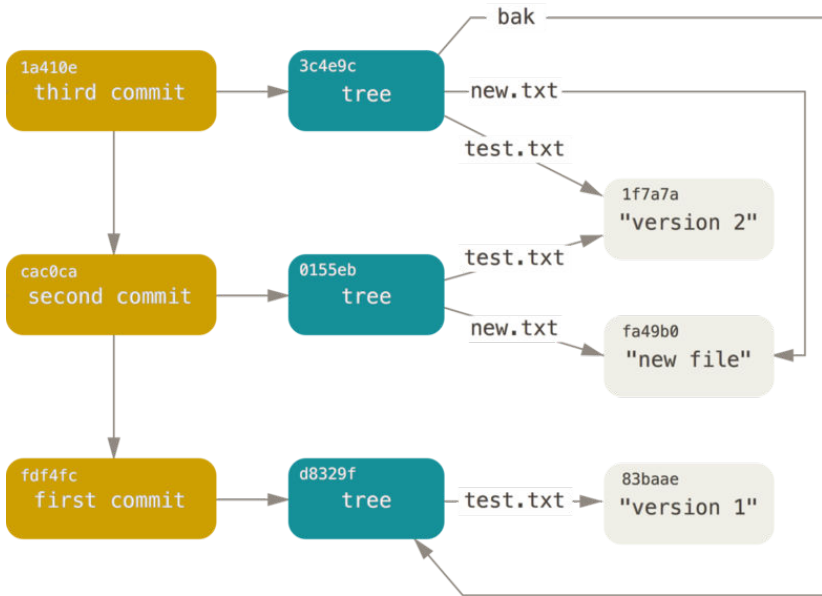 bak
1a410e
third commit
3c4e9c
tree
new.txt
test.txt
1f7a7a
"version 2"
cac0ca
second commit
0155eb
tree
test.txt
new.txt
fa49b0
"new file"
fdf4fc
first commit
d8329f
tree
test.txt
83baae
"version 1"